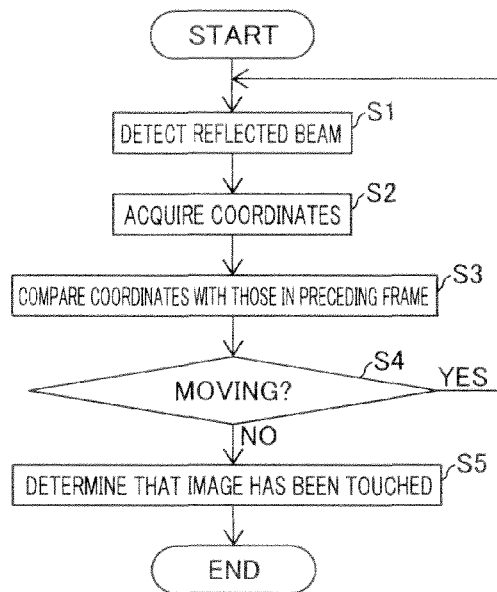 START
S1
DETECT REFLECTED BEAM
S2
ACQUIRE COORDINATES
S3
COMPARE COORDINATES WITH THOSE IN PRECEDING FRAME
S4
MOVING?
YES
NO
S5
DETERMINE THAT IMAGE HAS BEEN TOUCHED
END